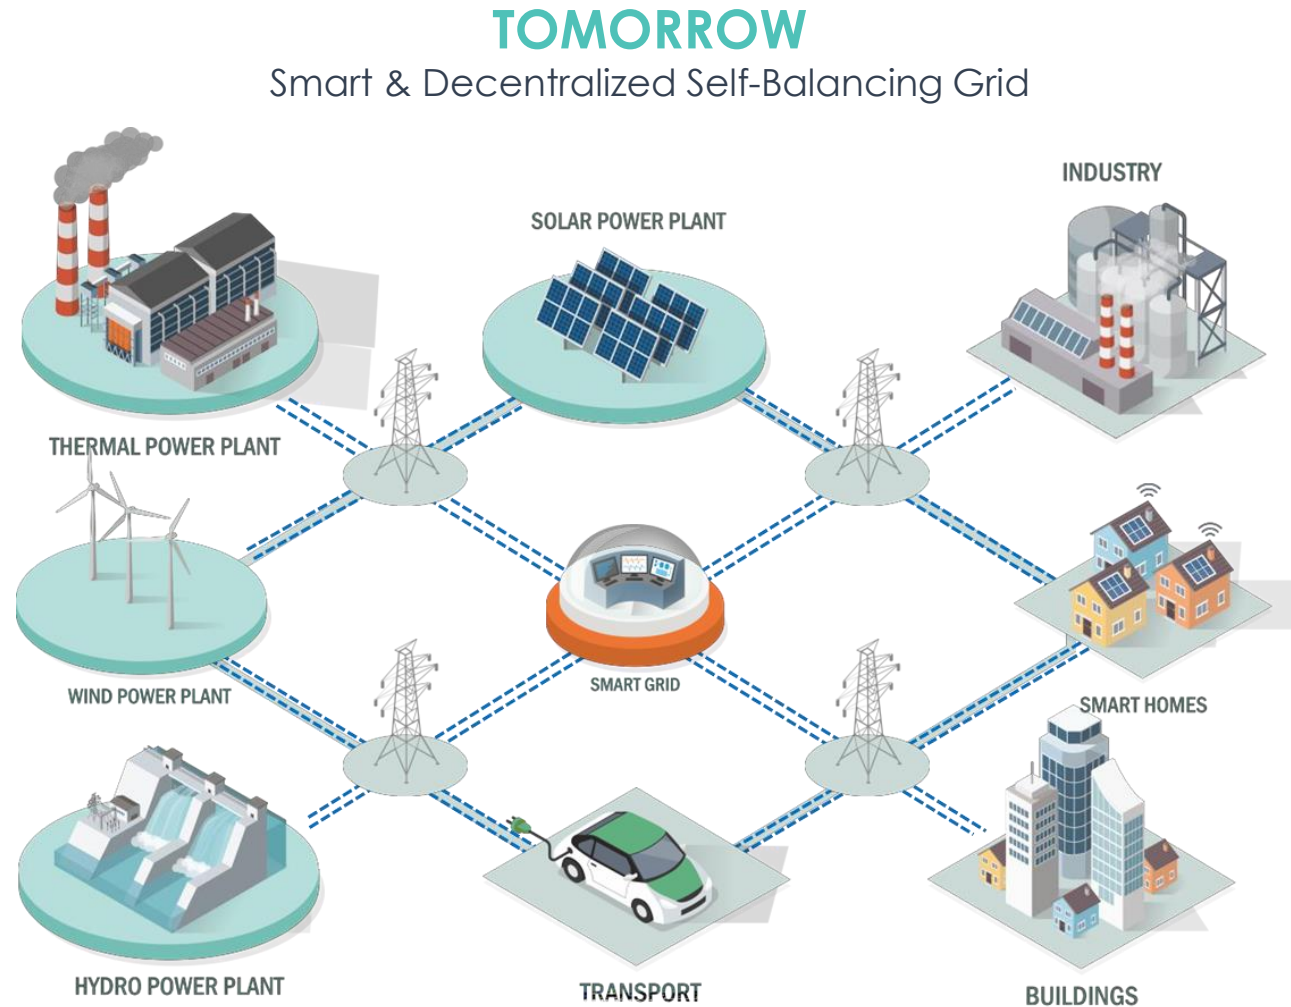 TOMORROW
Smart & Decentralized Self-Balancing Grid
INDUSTRY
SOLAR POWER PLANT
THERMAL POWER PLANT
SMART GRID
WIND POWER PLANT
SMART HOMES
HYDRO POWER PLANT
TRANSPORT
BUILDINGS